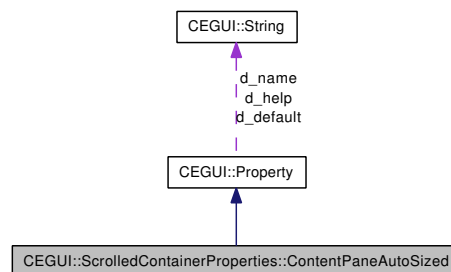 CEGUI::String
d_name
d_help
d_default
CEGUI::Property
CEGUI::ScrolledContainerProperties::ContentPaneAutoSized